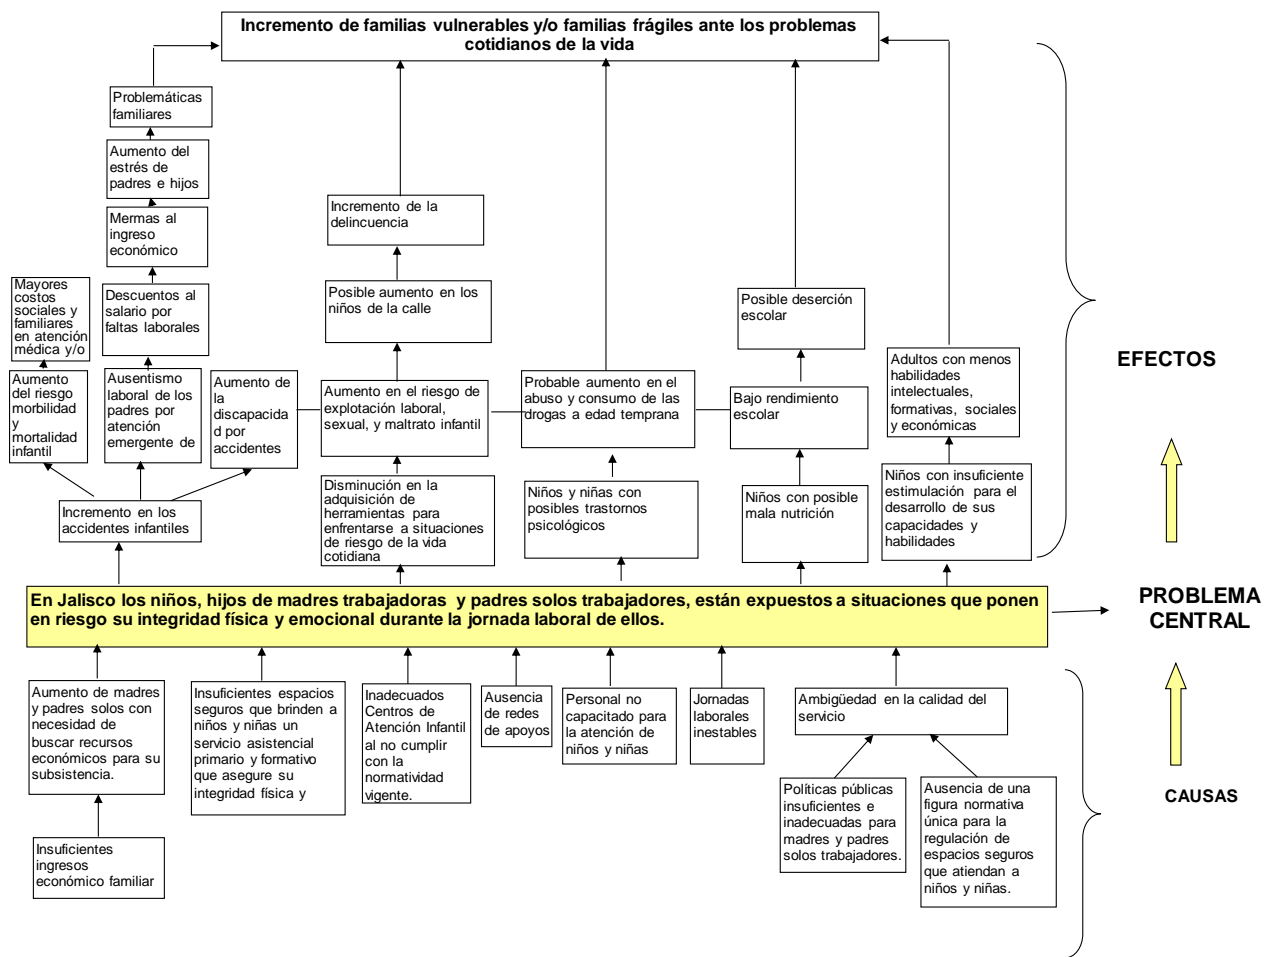 Incremento de familias vulnerables y/o familias frágiles ante los problemas
cotidianos de la vida
Problemáticas
familiares
Aumento del
estrés de
padres e hijos
Mermas al
ingreso
económico
Descuentos al
salario por
faltas laborales
Mayores
costos
sociales y
familiares
en atención
médica y/o
Aumento
del riesgo
morbilidad
y
mortalidad
infantil
Ausentismo
laboral de los
padres por
atención
emergente de
Aumento de
la
discapacida
d por
accidentes
Incremento en los
accidentes infantiles
Incremento de la
delincuencia
Posible aumento en los
niños de la calle
Aumento en el riesgo de
explotación laboral,
sexual, y maltrato infantil
Disminución en la
adquisición de
herramientas para
enfrentarse a situaciones
de riesgo de la vida
cotidiana
Probable aumento en el
abuso y consumo de las
drogas a edad temprana
Niños y niñas con
posibles trastornos
psicológicos
Posible deserción
escolar
Bajo rendimiento
escolar
Niños con posible
mala nutrición
Adultos con menos
habilidades
intelectuales,
formativas, sociales
y económicas
Niños con insuficiente
estimulación para el
desarrollo de sus
capacidades y
habilidades
EFECTOS
En Jalisco los niños, hijos de madres trabajadoras y padres solos trabajadores, están expuestos a situaciones que ponen
en riesgo su integridad física y emocional durante la jornada laboral de ellos.
PROBLEMA
CENTRAL
Aumento de madres
y padres solos con
necesidad de
buscar recursos
económicos para su
subsistencia.
Insuficientes espacios
seguros que brinden a
niños y niñas un
servicio asistencial
primario y formativo
que asegure su
integridad física y
Inadecuados
Centros de
Atención Infantil
al no cumplir
con la
normatividad
vigente.
Ausencia
de redes
de apoyos
Personal no
capacitado para
la atención de
niños y niñas
Jornadas
laborales
inestables
Ambigüedad en la calidad del
servicio
Insuficientes
ingresos
económico familiar
Políticas públicas
insuficientes e
inadecuadas para
madres y padres
solos trabajadores.
Ausencia de una
figura normativa
única para la
regulación de
espacios seguros
que atiendan a
niños y niñas.
CAUSAS